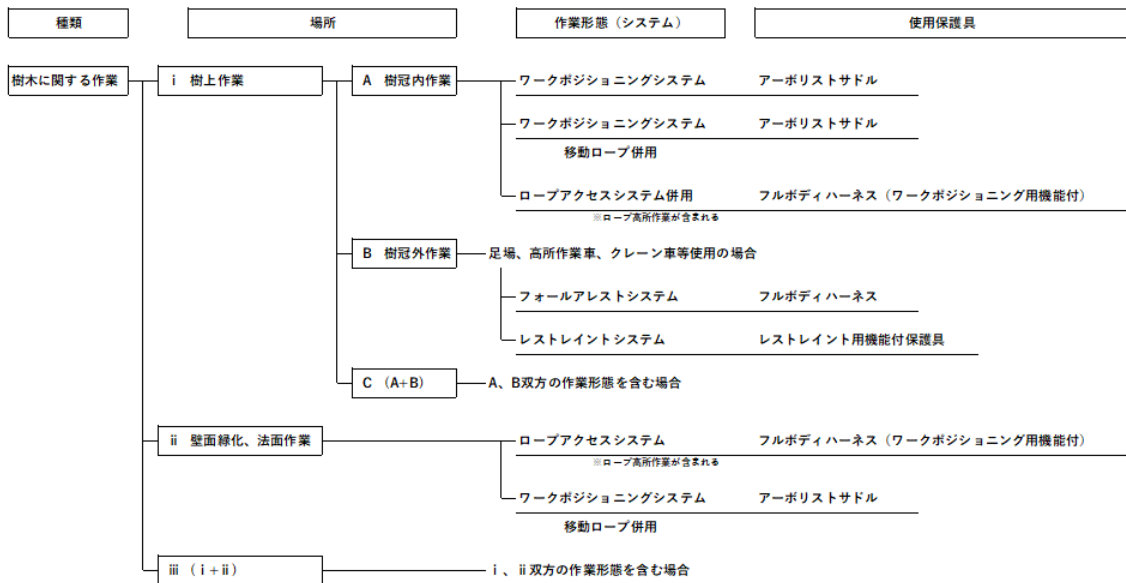 種類 場所 作業形態（システム） 使用保護具
樹木に関する作業 ⅰ 樹上作業 A 樹冠内作業 ワークポジショニングシステム アーボリストサドル
ワークポジショニングシステム アーボリストサドル
移動ロープ併用
ロープアクセスシステム併用 フルボディハーネス（ワークポジショニング用機能付）
※ロープ高所作業が含まれる
B 樹冠外作業 足場、高所作業車、クレーン車等使用の場合
フォールアレストシステム フルボディハーネス
レストレイントシステム レストレイント用機能付保護具
C （A+B） A、B双方の作業形態を含む場合
ⅱ 壁面緑化、法面作業 ロープアクセスシステム フルボディハーネス（ワークポジショニング用機能付）
※ロープ高所作業が含まれる
ワークポジショニングシステム アーボリストサドル
移動ロープ併用
ⅲ （ⅰ+ⅱ） ⅰ、ⅱ双方の作業形態を含む場合